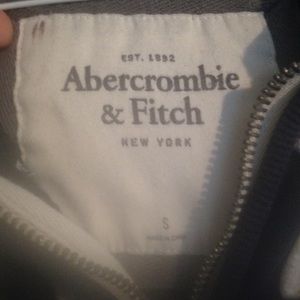 EST. 1892
Abercrombie
& Fitch
NEW YORK
S